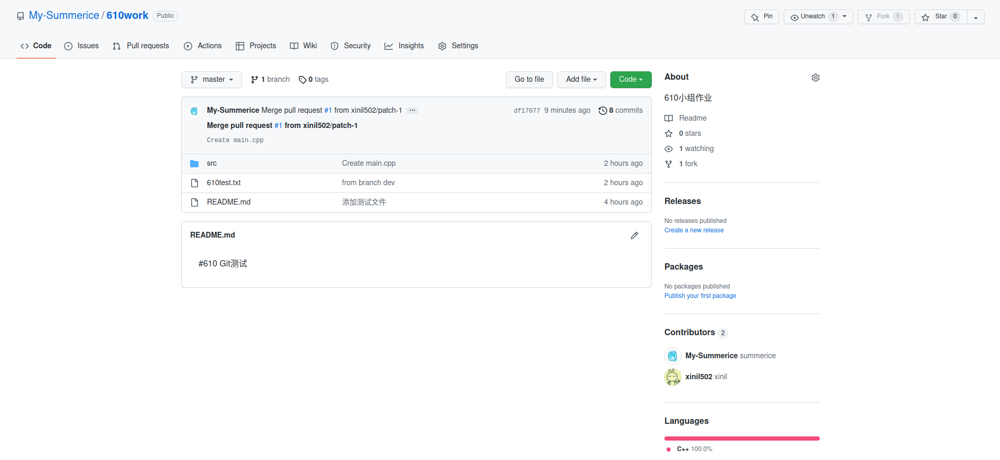 My-Summerice / 610work Public
Pin
Unwatch 1
Fork 1
Star 0
Code
Issues
Pull requests
Actions
Projects
Wiki
Security
Insights
Settings
master
1 branch
0 tags
Go to file
Add file
Code
My-Summerice Merge pull request #1 from xinil502/patch-1 ...
df17077 9 minutes ago
8 commits
Merge pull request #1 from xinil502/patch-1
Create main.cpp
src Create main.cpp 2 hours ago
610test.txt from branch dev 2 hours ago
README.md 添加测试文件 4 hours ago
README.md
#610 Git测试
About
610小组作业
Readme
0 stars
1 watching
1 fork
Releases
No releases published
Create a new release
Packages
No packages published
Publish your first package
Contributors 2
My-Summerice summerice
xinil502 xinil
Languages
C++ 100.0%